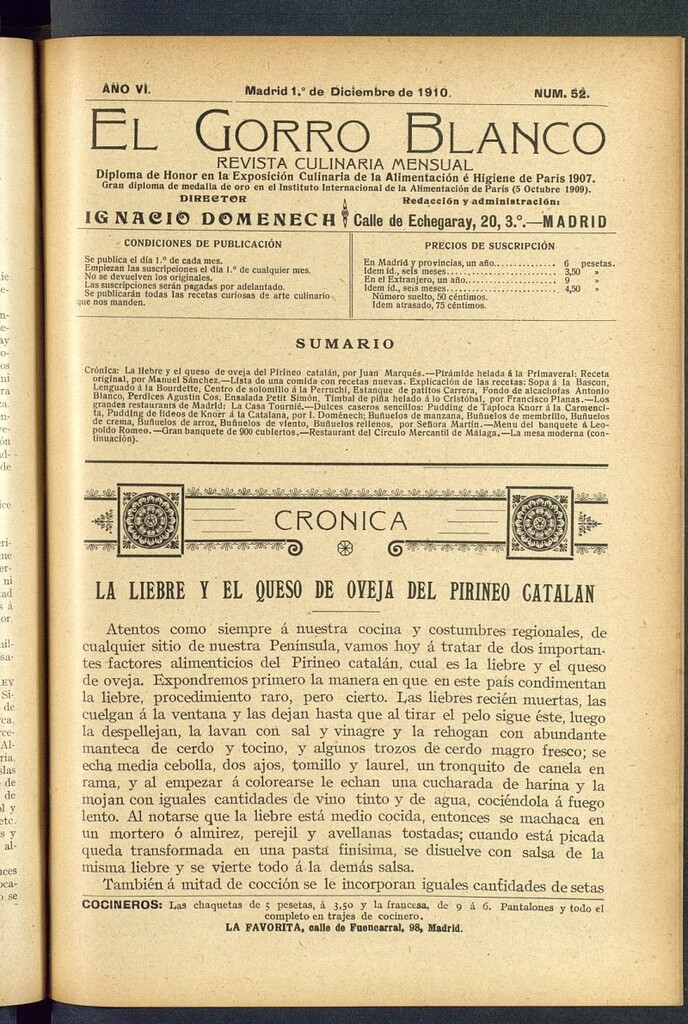 AÑO VI.
Madrid 1.º de Diciembre de 1910.
NUM. 52.
EL GORRO BLANCO
REVISTA CULINARIA MENSUAL
Diploma de Honor en la Exposición Culinaria de la Alimentación é Higiene de París 1907.
Gran diploma de medalla de oro en el Instituto Internacional de la Alimentación de París (5 Octubre 1909).
DIRECTOR
IGNACIO DOMENECH
Redacción y administración:
Calle de Echegaray, 20, 3.º.—MADRID
CONDICIONES DE PUBLICACIÓN
Se publica el día 1.º de cada mes.
Empiezan las suscripciones el día 1.º de cualquier mes.
No se devuelven los originales.
Las suscripciones serán pagadas por adelantado.
Se publicarán todas las recetas curiosas de arte culinario
que nos manden.
PRECIOS DE SUSCRIPCIÓN
En Madrid y provincias, un año............... 6 pesetas.
Idem id., seis meses........................ 3,50 »
En el Extranjero, un año.................... 9 »
Idem id., seis meses........................ 4,50 »
Número suelto, 50 céntimos.
Idem atrasado, 75 céntimos.
SUMARIO
Crónica: La liebre y el queso de oveja del Pirineo catalán, por Juan Marqués.—Pirámide helada á la Primaveral: Receta
original, por Manuel Sánchez.—Lista de una comida con recetas nuevas. Explicación de las recetas: Sopa á la Bascon,
Lenguado á la Bourdette, Centro de solomillo á la Perruchi, Estanque de patitos Carrera, Fondo de alcachofas Antonio
Blanco, Perdices Agustín Cos, Ensalada Petit Simón, Timbal de piña helado á lo Cristóbal, por Francisco Planas.—Los
grandes restaurants de Madrid: La Casa Tournié.—Dulces caseros sencillos: Pudding de Tapioca Knorr á la Carmenci-
ta, Pudding de fideos de Knorr á la Catalana, por I. Doménech; Buñuelos de manzana, Buñuelos de membrillo, Buñuelos
de crema, Buñuelos de arroz, Buñuelos de viento, Buñuelos rellenos, por Señora Martín.—Menu del banquete á Leo-
poldo Romeo.—Gran banquete de 900 cubiertos.—Restaurant del Círculo Mercantil de Málaga.—La mesa moderna (con-
tinuación).
CRONICA
LA LIEBRE Y EL QUESO DE OVEJA DEL PIRINEO CATALAN
Atentos como siempre á nuestra cocina y costumbres regionales, de
cualquier sitio de nuestra Península, vamos hoy á tratar de dos importan-
tes factores alimenticios del Pirineo catalán, cual es la liebre y el queso
de oveja. Expondremos primero la manera en que en este país condimentan
la liebre, procedimiento raro, pero cierto. Las liebres recién muertas, las
cuelgan á la ventana y las dejan hasta que al tirar el pelo sigue éste, luego
la despellejan, la lavan con sal y vinagre y la rehogan con abundante
manteca de cerdo y tocino, y algunos trozos de cerdo magro fresco; se
echa media cebolla, dos ajos, tomillo y laurel, un tronquito de canela en
rama, y al empezar á colorearse le echan una cucharada de harina y la
mojan con iguales cantidades de vino tinto y de agua, cociéndola á fuego
lento. Al notarse que la liebre está medio cocida, entonces se machaca en
un mortero ó almirez, perejil y avellanas tostadas; cuando está picada
queda transformada en una pasta finísima, se disuelve con salsa de la
misma liebre y se vierte todo á la demás salsa.
También á mitad de cocción se le incorporan iguales cantidades de setas
COCINEROS: Las chaquetas de 5 pesetas, á 3,50 y la francesa, de 9 á 6. Pantalones y todo el
completo en trajes de cocinero.
LA FAVORITA, calle de Fuencarral, 98, Madrid.